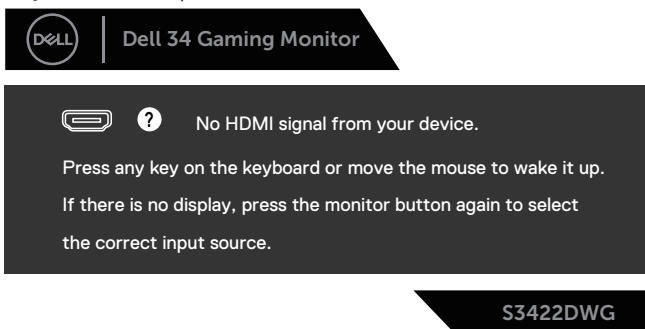 DELL
Dell 34 Gaming Monitor
?
No HDMI signal from your device.
Press any key on the keyboard or move the mouse to wake it up.
If there is no display, press the monitor button again to select
the correct input source.
S3422DWG